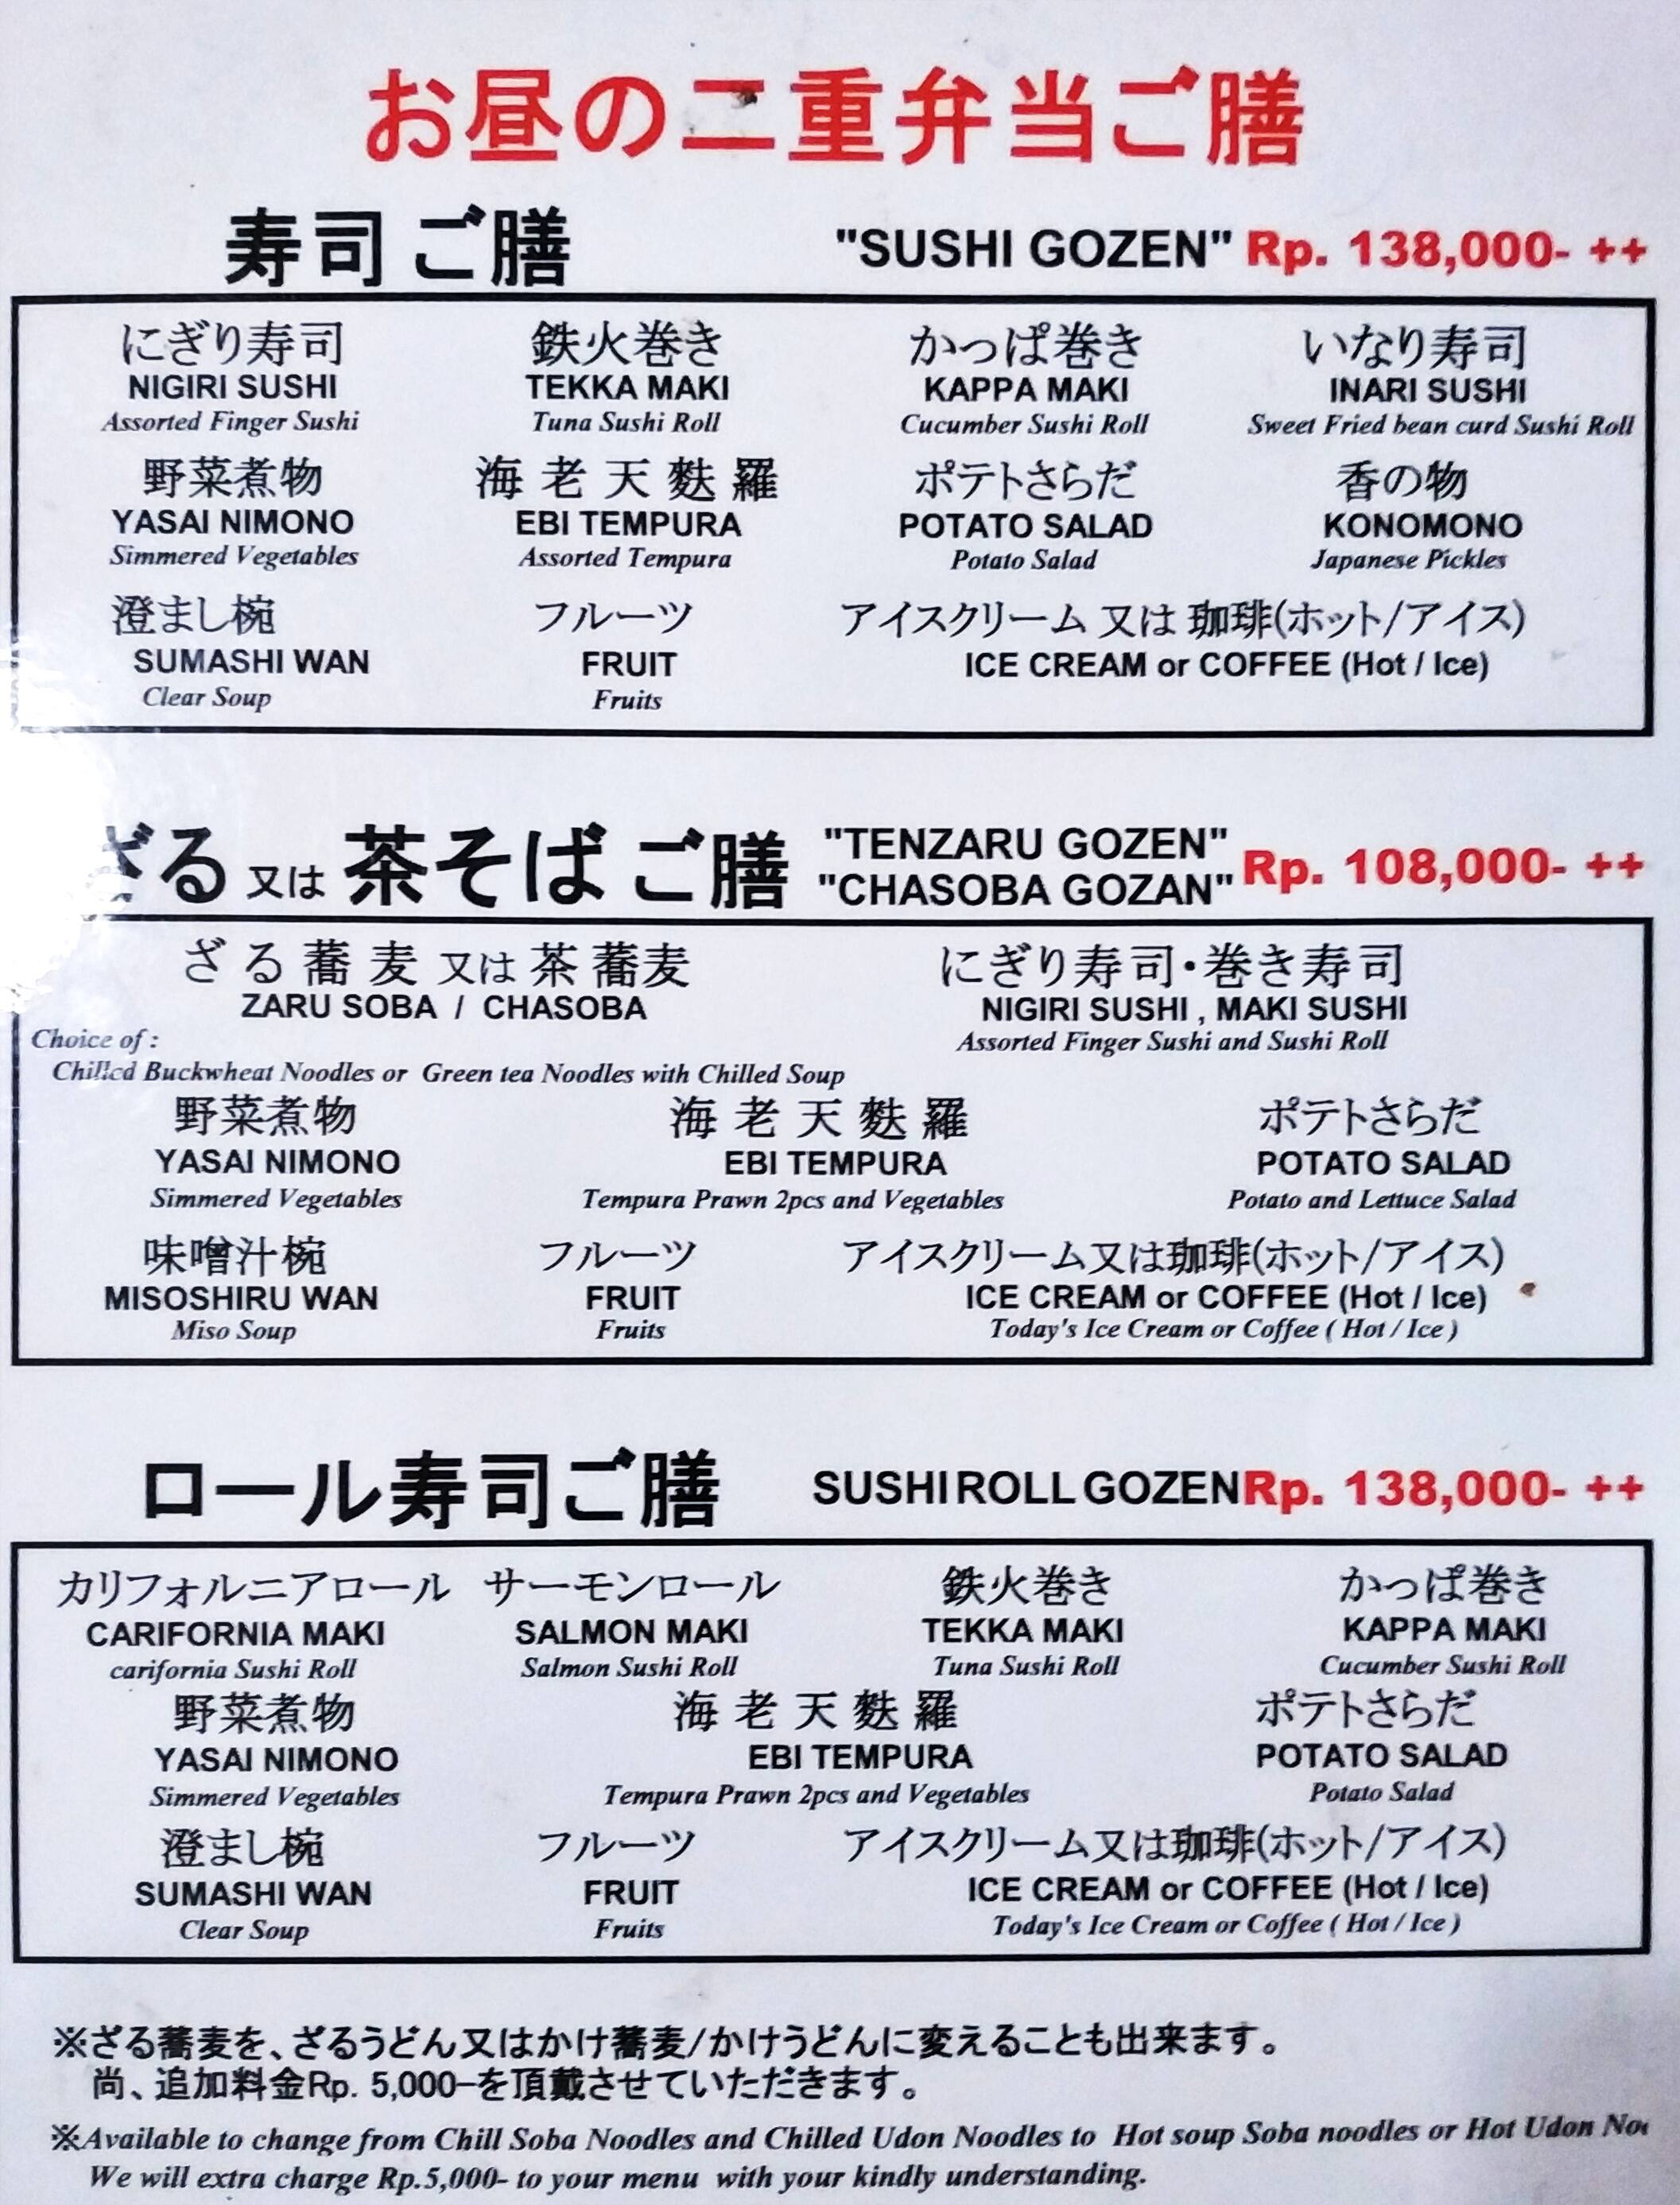 お昼の二重弁当ご膳
寿司ご膳 "SUSHI GOZEN" Rp. 138,000- ++
にぎり寿司 鉄火巻き かっぱ巻き いなり寿司
NIGIRI SUSHI TEKKA MAKI KAPPA MAKI INARI SUSHI
Assorted Finger Sushi Tuna Sushi Roll Cucumber Sushi Roll Sweet Fried bean curd Sushi Roll
野菜煮物 海老天麩羅 ポテトさらだ 香の物
YASAI NIMONO EBI TEMPURA POTATO SALAD KONOMONO
Simmered Vegetables Assorted Tempura Potato Salad Japanese Pickles
澄まし椀 フルーツ アイスクリーム 又は 珈琲(ホット/アイス)
SUMASHI WAN FRUIT ICE CREAM or COFFEE (Hot / Ice)
Clear Soup Fruits
ざる 又は 茶そば ご膳 "TENZARU GOZEN" Rp. 108,000- ++
"CHASOBA GOZAN"
ざる蕎麦 又は 茶蕎麦 にぎり寿司・巻き寿司
ZARU SOBA / CHASOBA NIGIRI SUSHI , MAKI SUSHI
Choice of : Assorted Finger Sushi and Sushi Roll
Chillcd Buckwheat Noodles or Green tea Noodles with Chilled Soup
野菜煮物 海老天麩羅 ポテトさらだ
YASAI NIMONO EBI TEMPURA POTATO SALAD
Simmered Vegetables Tempura Prawn 2pcs and Vegetables Potato and Lettuce Salad
味噌汁椀 フルーツ アイスクリーム又は珈琲(ホット/アイス)
MISOSHIRU WAN FRUIT ICE CREAM or COFFEE (Hot / Ice)
Miso Soup Fruits Today's Ice Cream or Coffee ( Hot / Ice )
ロール寿司ご膳 SUSHI ROLL GOZEN Rp. 138,000- ++
カリフォルニアロール サーモンロール 鉄火巻き かっぱ巻き
CARIFORNIA MAKI SALMON MAKI TEKKA MAKI KAPPA MAKI
carifornia Sushi Roll Salmon Sushi Roll Tuna Sushi Roll Cucumber Sushi Roll
野菜煮物 海老天麩羅 ポテトさらだ
YASAI NIMONO EBI TEMPURA POTATO SALAD
Simmered Vegetables Tempura Prawn 2pcs and Vegetables Potato Salad
澄まし椀 フルーツ アイスクリーム又は珈琲(ホット/アイス)
SUMASHI WAN FRUIT ICE CREAM or COFFEE (Hot / Ice)
Clear Soup Fruits Today's Ice Cream or Coffee ( Hot / Ice )
※ざる蕎麦を、ざるうどん又はかけ蕎麦/かけうどんに変えることも出来ます。
尚、追加料金Rp. 5,000-を頂戴させていただきます。
※Available to change from Chill Soba Noodles and Chilled Udon Noodles to Hot soup Soba noodles or Hot Udon
We will extra charge Rp.5,000- to your menu with your kindly understanding.